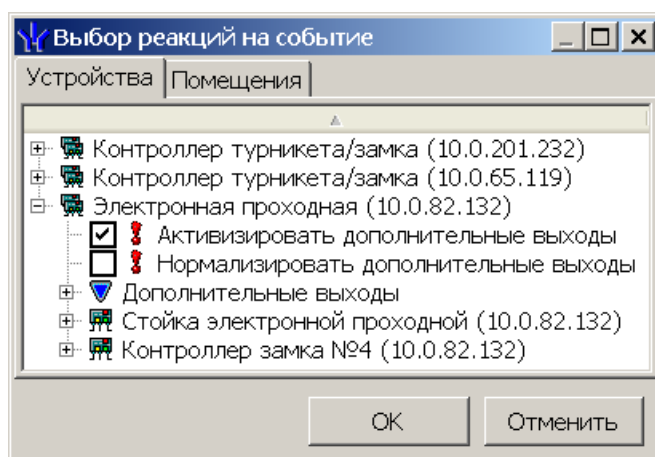 Выбор реакций на событие
Устройства Помещения
Контроллер турникета/замка (10.0.201.232)
Контроллер турникета/замка (10.0.65.119)
Электронная проходная (10.0.82.132)
Активизировать дополнительные выходы
Нормализировать дополнительные выходы
Дополнительные выходы
Стойка электронной проходной (10.0.82.132)
Контроллер замка №4 (10.0.82.132)
ОК Отменить